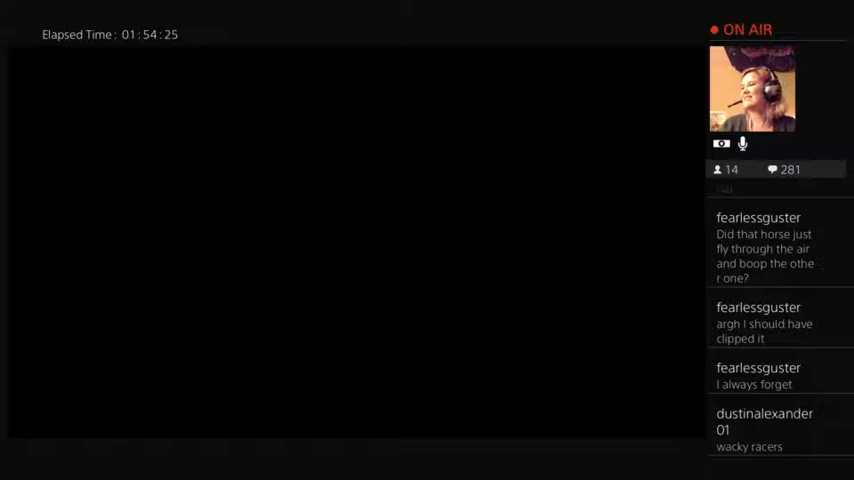 Elapsed Time: 01:54:25
ON AIR
14 281
fearlessguster
Did that horse just
fly through the air
and boop the othe
r one?
fearlessguster
argh I should have
clipped it
fearlessguster
I always forget
dustinalexander
01
wacky racers